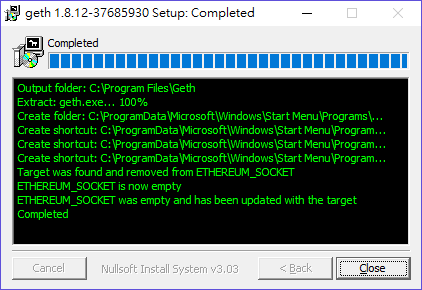 geth 1.8.12-37685930 Setup: Completed
Completed
Output folder: C:\Program Files\Geth
Extract: geth.exe... 100%
Create folder: C:\ProgramData\Microsoft\Windows\Start Menu\Programs\...
Create shortcut: C:\ProgramData\Microsoft\Windows\Start Menu\Program...
Create shortcut: C:\ProgramData\Microsoft\Windows\Start Menu\Program...
Create shortcut: C:\ProgramData\Microsoft\Windows\Start Menu\Program...
Target was found and removed from ETHEREUM_SOCKET
ETHEREUM_SOCKET is now empty
ETHEREUM_SOCKET was empty and has been updated with the target
Completed
Cancel
Nullsoft Install System v3.03
< Back
Close